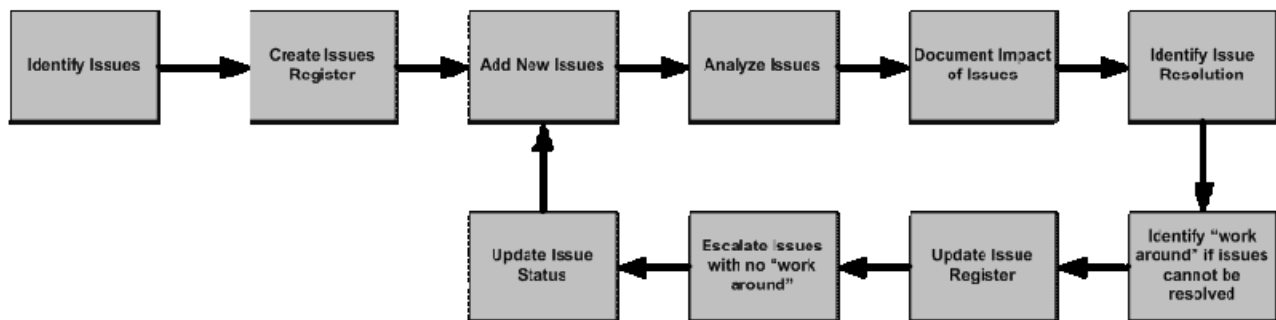 Identify Issues
Create Issues
Register
Add New Issues
Analyze Issues
Document Impact
of Issues
Identify Issue
Resolution
Identify “work
around” if issues
cannot be
resolved
Update Issue
Register
Escalate Issues
with no “work
around”
Update Issue
Status